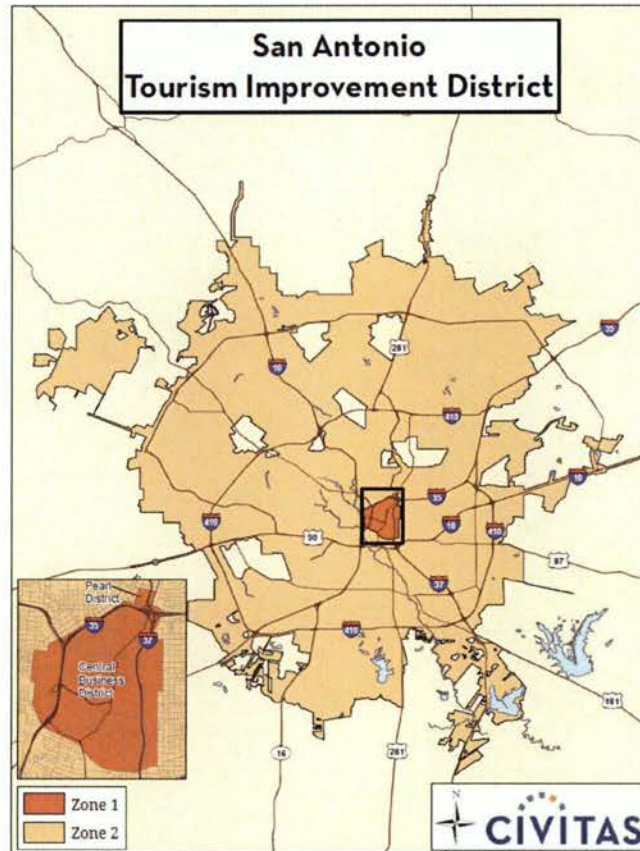 San Antonio
Tourism Improvement District
35
281
10
410
10
35
410
90
10
410
87
37
Pearl
District
35
37
Central
Business
District
410
181
16
281
Zone 1
Zone 2
N
CIVITAS